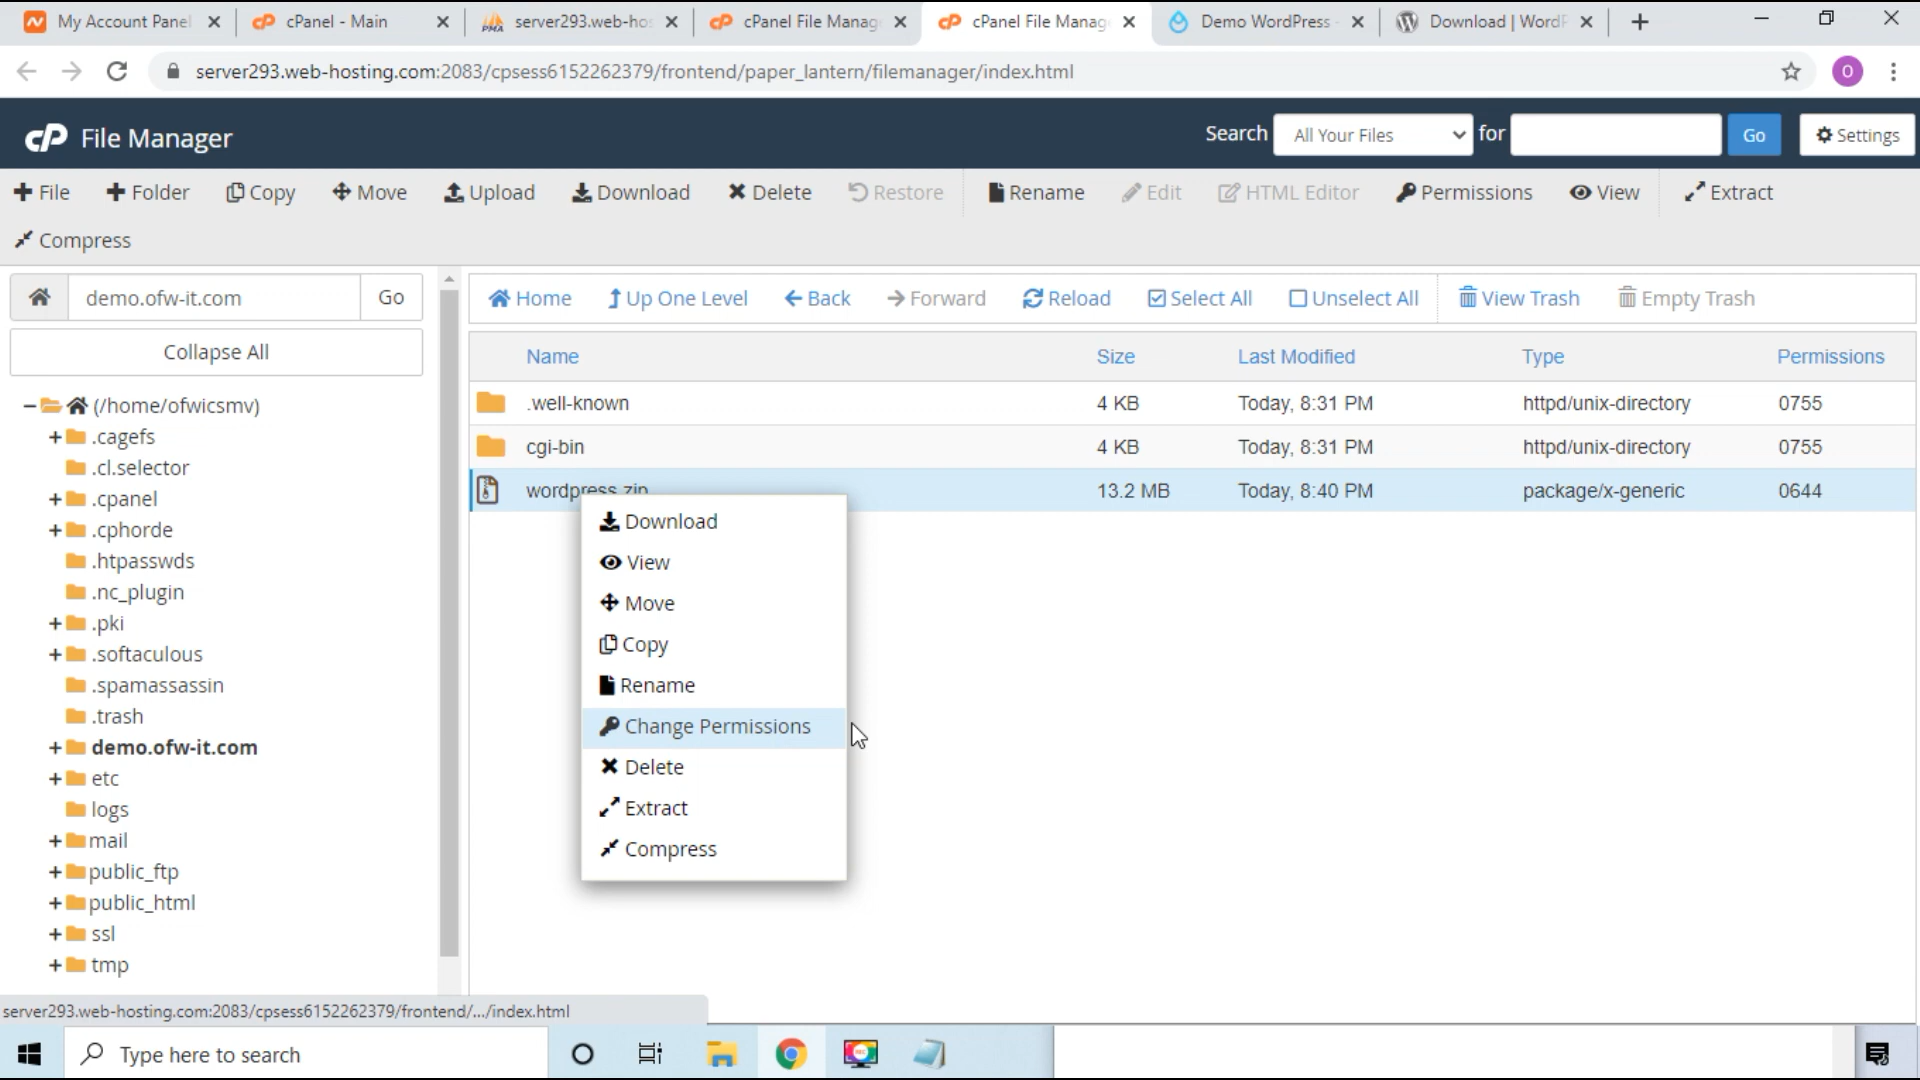 My Account Panel
cPanel - Main
server293.web-hos
cPanel File Manag
cPanel File Manag
Demo WordPress -
Download | WordP
server293.web-hosting.com:2083/cpsess6152262379/frontend/paper_lantern/filemanager/index.html
O
cP File Manager
Search All Your Files for Go Settings
File Folder Copy Move Upload Download Delete Restore Rename Edit HTML Editor Permissions View Extract
Compress
demo.ofw-it.com Go
Home Up One Level Back Forward Reload Select All Unselect All View Trash Empty Trash
Collapse All
Name Size Last Modified Type Permissions
.well-known 4 KB Today, 8:31 PM httpd/unix-directory 0755
cgi-bin 4 KB Today, 8:31 PM httpd/unix-directory 0755
wordpress.zip 13.2 MB Today, 8:40 PM package/x-generic 0644
(/home/ofwicsmv)
.cagefs
.cl.selector
.cpanel
.cphorde
.htpasswds
.nc_plugin
.pki
.softaculous
.spamassassin
.trash
demo.ofw-it.com
etc
logs
mail
public_ftp
public_html
ssl
tmp
Download
View
Move
Copy
Rename
Change Permissions
Delete
Extract
Compress
server293.web-hosting.com:2083/cpsess6152262379/frontend/.../index.html
Type here to search